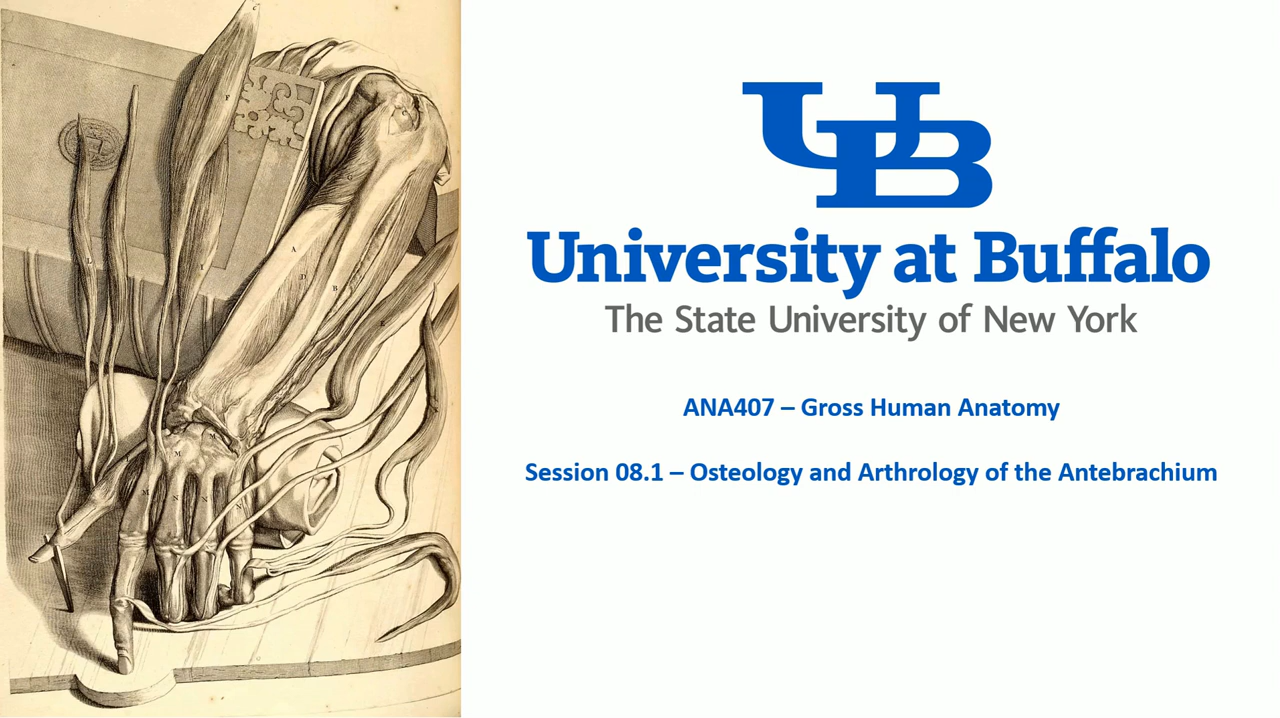 UB
University at Buffalo
The State University of New York
ANA407 – Gross Human Anatomy
Session 08.1 – Osteology and Arthrology of the Antebrachium
F
L
I
A
D
B
E
M
M
M
N
N
N